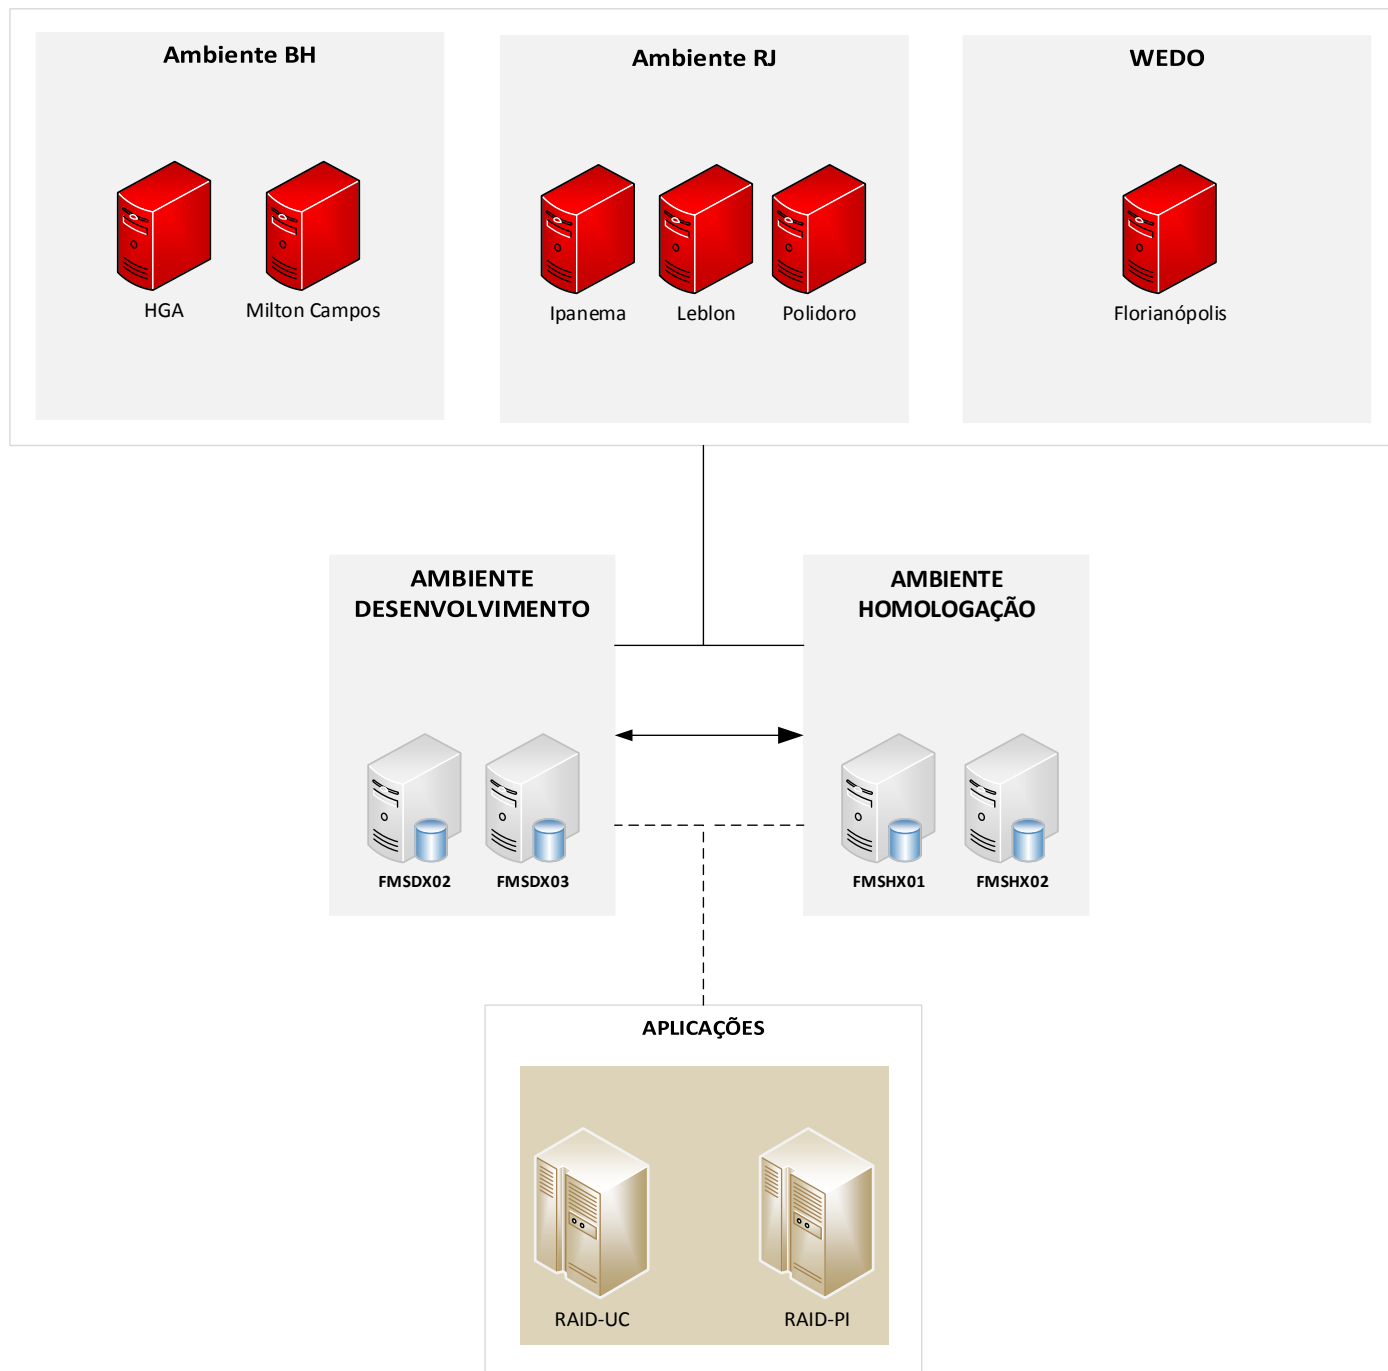 Ambiente BH
Ambiente RJ
WEDO
HGA
Milton Campos
Ipanema
Leblon
Polidoro
Florianópolis
AMBIENTE
DESENVOLVIMENTO
AMBIENTE
HOMOLOGAÇÃO
FMSDX02
FMSDX03
FMSHX01
FMSHX02
APLICAÇÕES
RAID-UC
RAID-PI